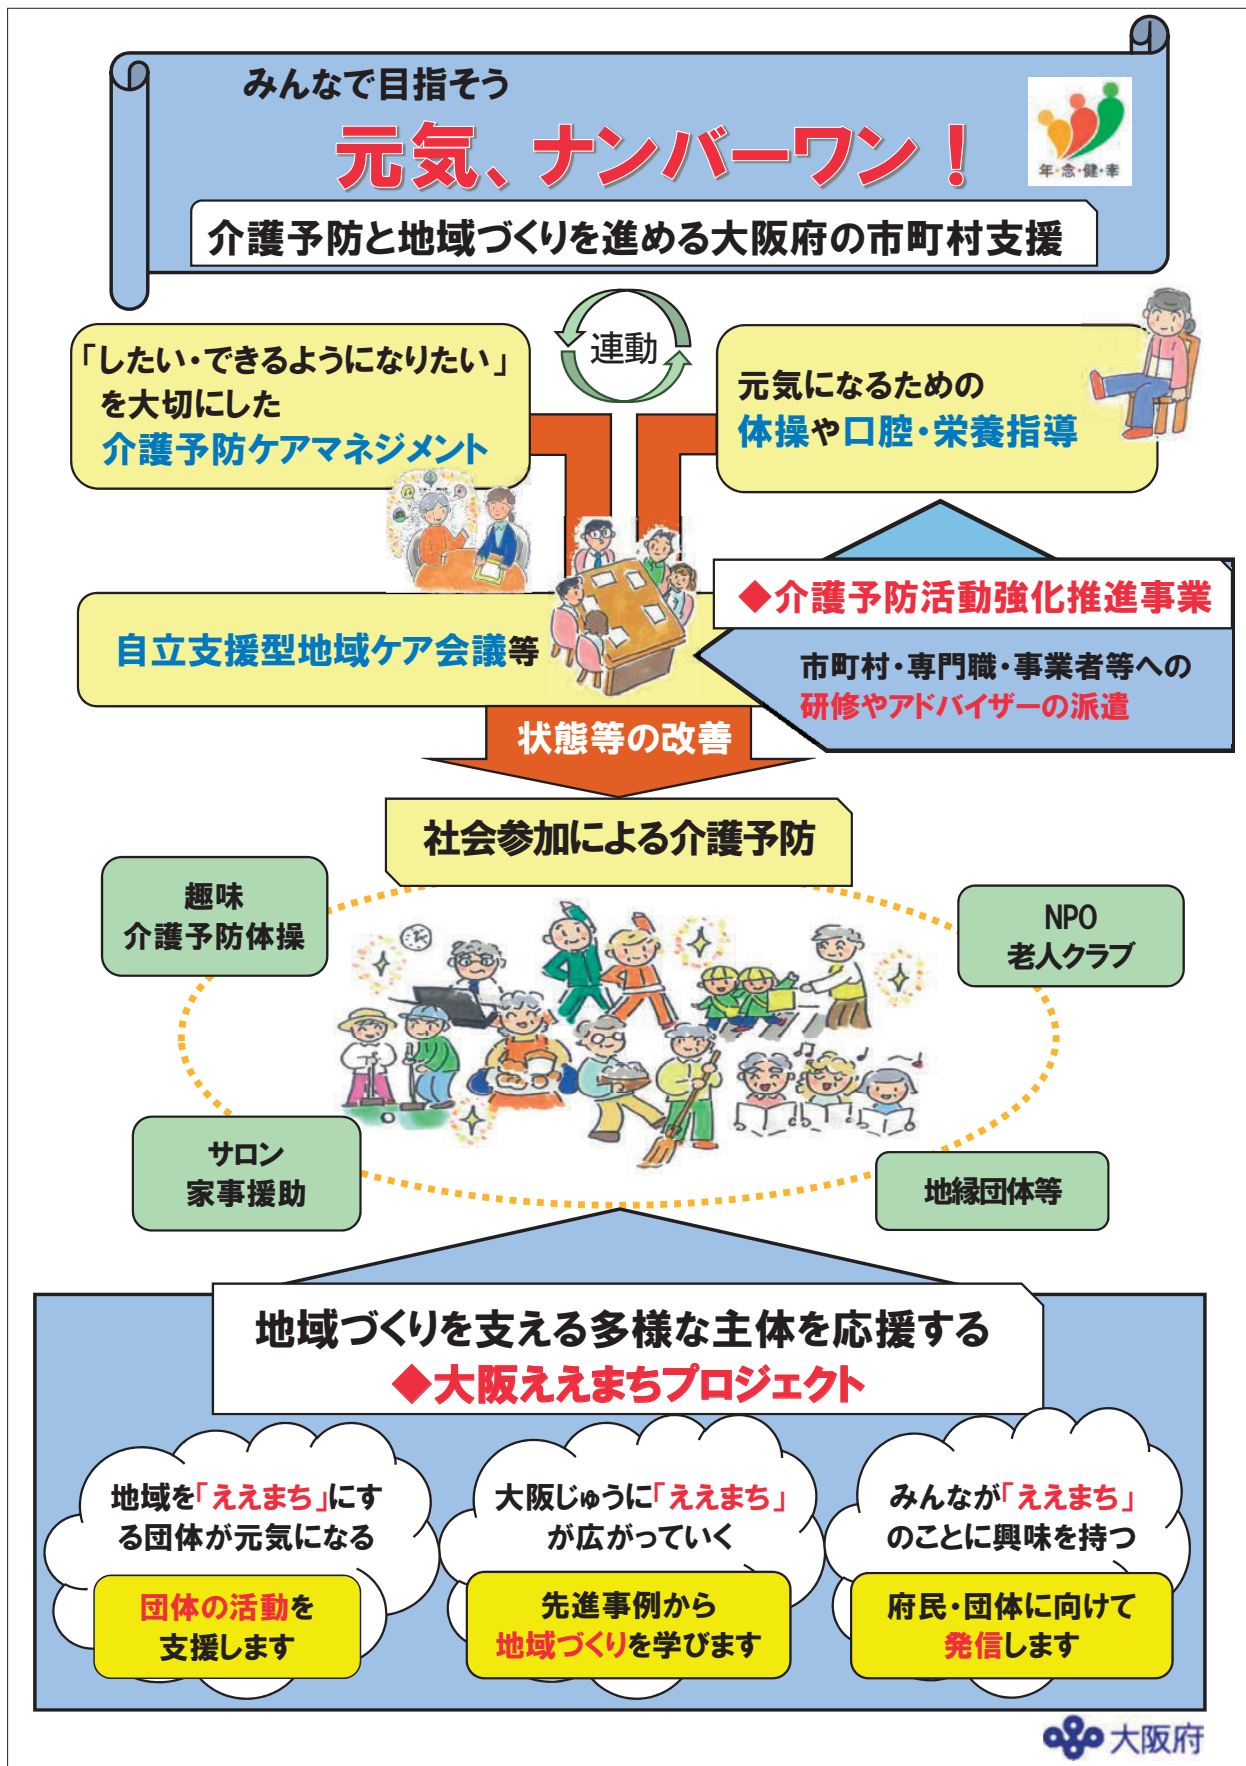 みんなで目指そう
元気、ナンバーワン！
年・念・健・幸
介護予防と地域づくりを進める大阪府の市町村支援
連動
「したい・できるようになりたい」
を大切にした
介護予防ケアマネジメント
元気になるための
体操や口腔・栄養指導
自立支援型地域ケア会議等
◆介護予防活動強化推進事業
市町村・専門職・事業者等への
研修やアドバイザーの派遣
状態等の改善
社会参加による介護予防
趣味
介護予防体操
NPO
老人クラブ
サロン
家事援助
地縁団体等
地域づくりを支える多様な主体を応援する
◆大阪ええまちプロジェクト
地域を「ええまち」にす
る団体が元気になる
団体の活動を
支援します
大阪じゅうに「ええまち」
が広がっていく
先進事例から
地域づくりを学びます
みんなが「ええまち」
のことに興味を持つ
府民・団体に向けて
発信します
大阪府